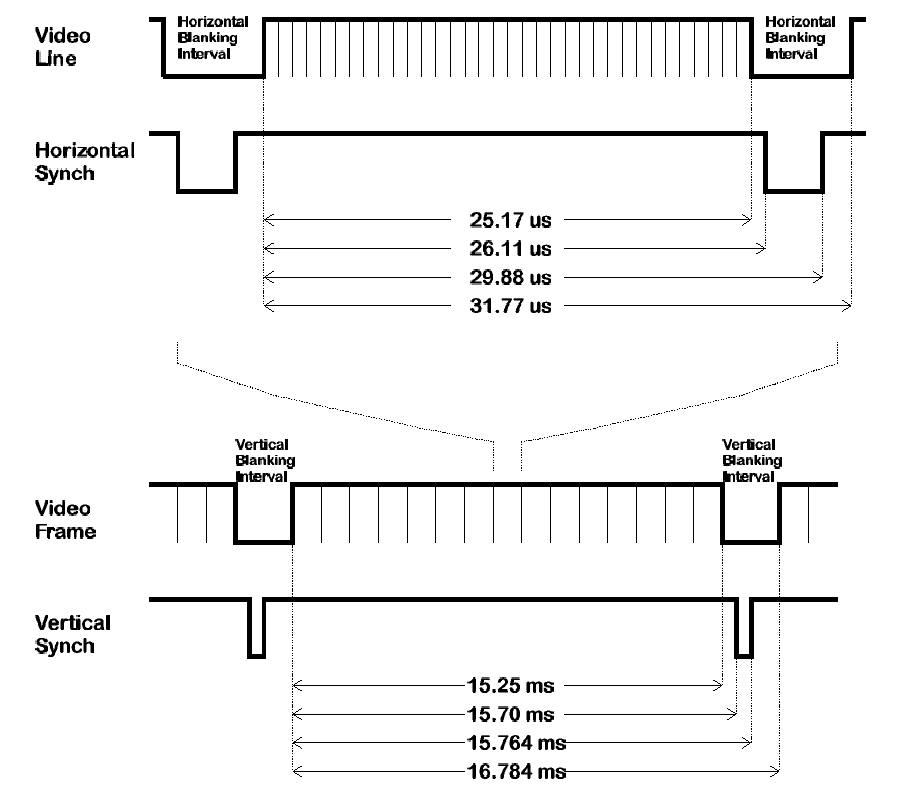 Video
Line
Horizontal
Blanking
Interval
Horizontal
Blanking
Interval
Horizontal
Synch
25.17 us
26.11 us
29.88 us
31.77 us
Vertical
Blanking
Interval
Vertical
Blanking
Interval
Video
Frame
Vertical
Synch
15.25 ms
15.70 ms
15.764 ms
16.784 ms